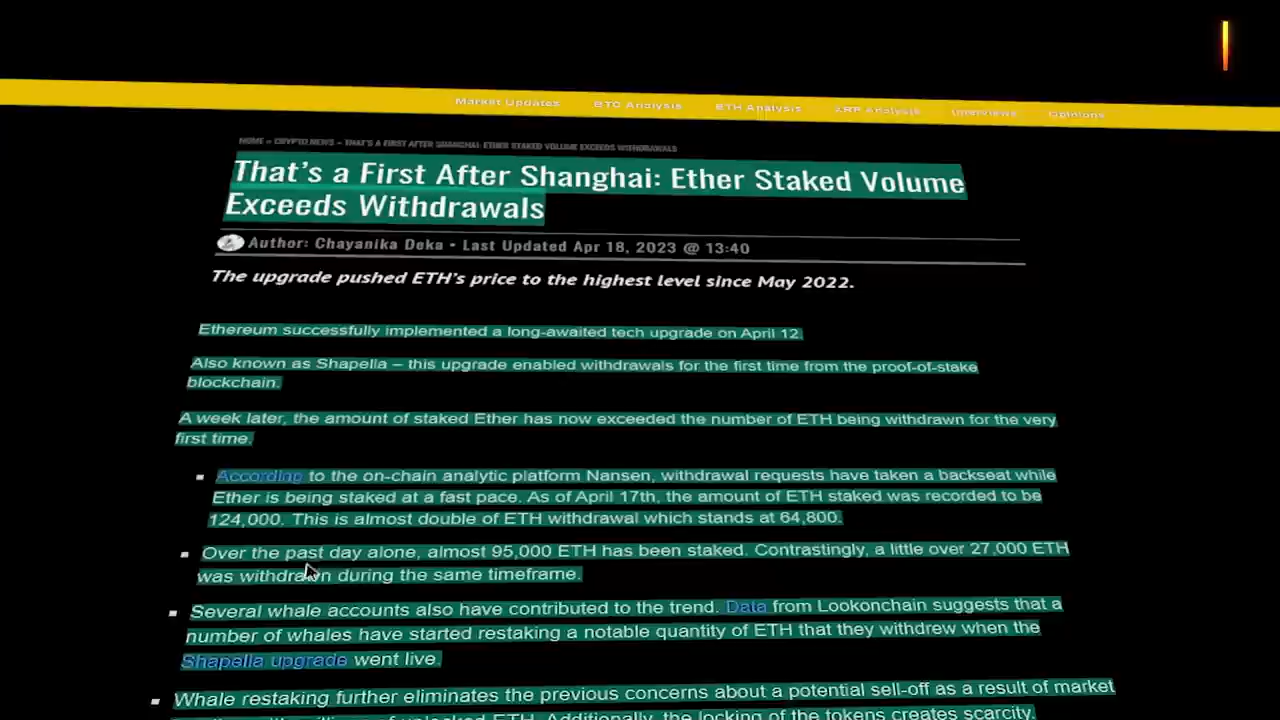 Market Updates BTC Analysis ETH Analysis XRP Analysis Interviews Opinions
HOME » CRYPTO NEWS » THAT'S A FIRST AFTER SHANGHAI: ETHER STAKED VOLUME EXCEEDS WITHDRAWALS
That's a First After Shanghai: Ether Staked Volume
Exceeds Withdrawals
Author: Chayanika Deka • Last Updated Apr 18, 2023 @ 13:40
The upgrade pushed ETH's price to the highest level since May 2022.
Ethereum successfully implemented a long-awaited tech upgrade on April 12.
Also known as Shapella – this upgrade enabled withdrawals for the first time from the proof-of-stake
blockchain.
A week later, the amount of staked Ether has now exceeded the number of ETH being withdrawn for the very
first time.
▪ According to the on-chain analytic platform Nansen, withdrawal requests have taken a backseat while
Ether is being staked at a fast pace. As of April 17th, the amount of ETH staked was recorded to be
124,000. This is almost double of ETH withdrawal which stands at 64,800.
▪ Over the past day alone, almost 95,000 ETH has been staked. Contrastingly, a little over 27,000 ETH
was withdrawn during the same timeframe.
▪ Several whale accounts also have contributed to the trend. Data from Lookonchain suggests that a
number of whales have started restaking a notable quantity of ETH that they withdrew when the
Shapella upgrade went live.
▪ Whale restaking further eliminates the previous concerns about a potential sell-off as a result of market
of unlocked ETH. Additionally, the locking of the tokens creates scarcity.